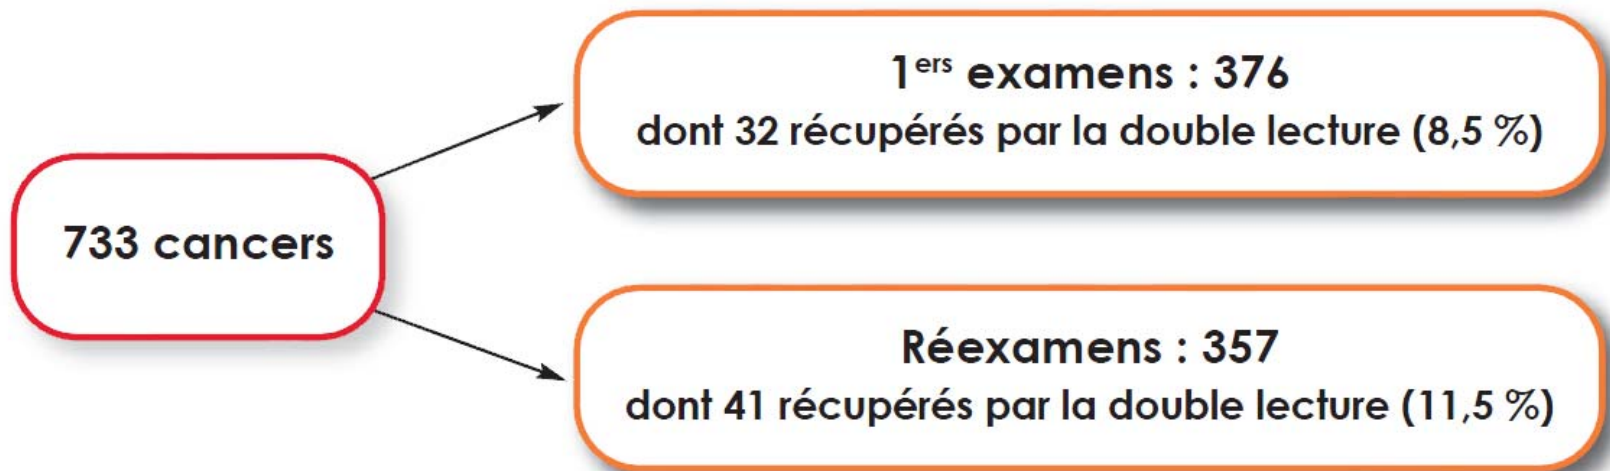 733 cancers
1ers examens : 376
dont 32 récupérés par la double lecture (8,5 %)
Réexamens : 357
dont 41 récupérés par la double lecture (11,5 %)